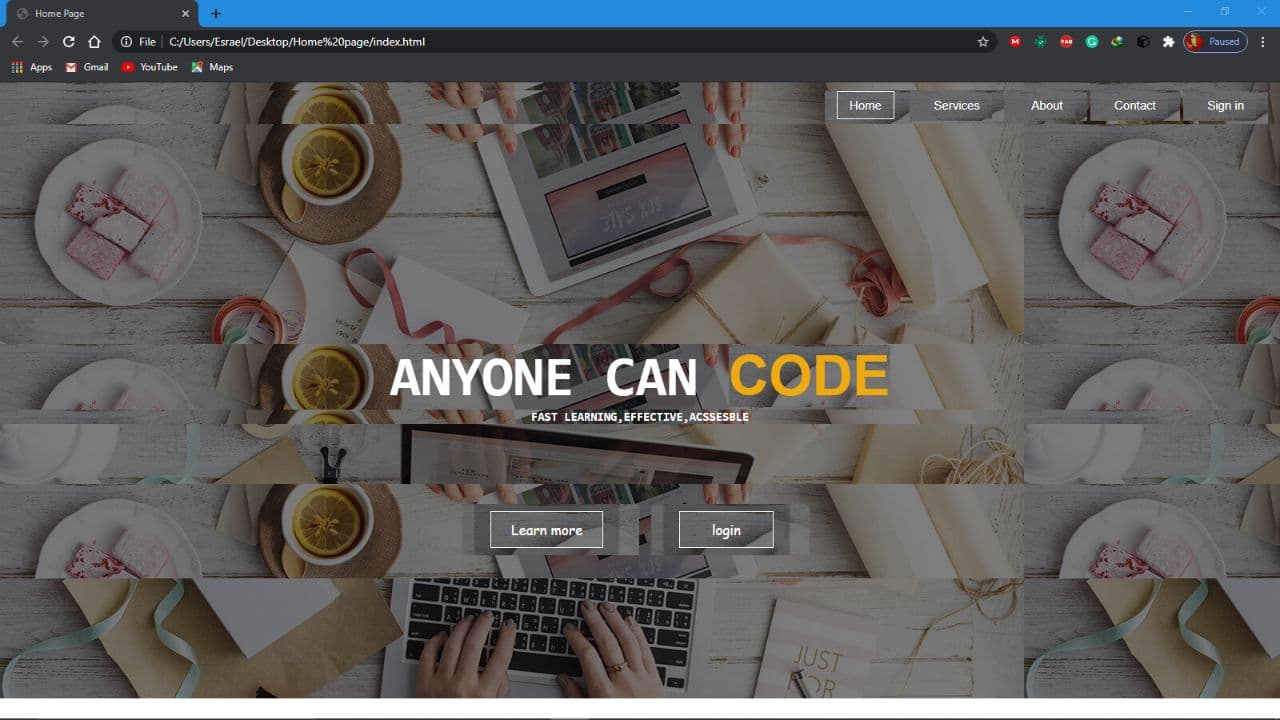 Home Page
File C:/Users/Esrael/Desktop/Home%20page/index.html
Paused
Apps Gmail YouTube Maps
Home Services About Contact Sign in
ANYONE CAN CODE
FAST LEARNING,EFFECTIVE,ACSSESBLE
Learn more login
JUST